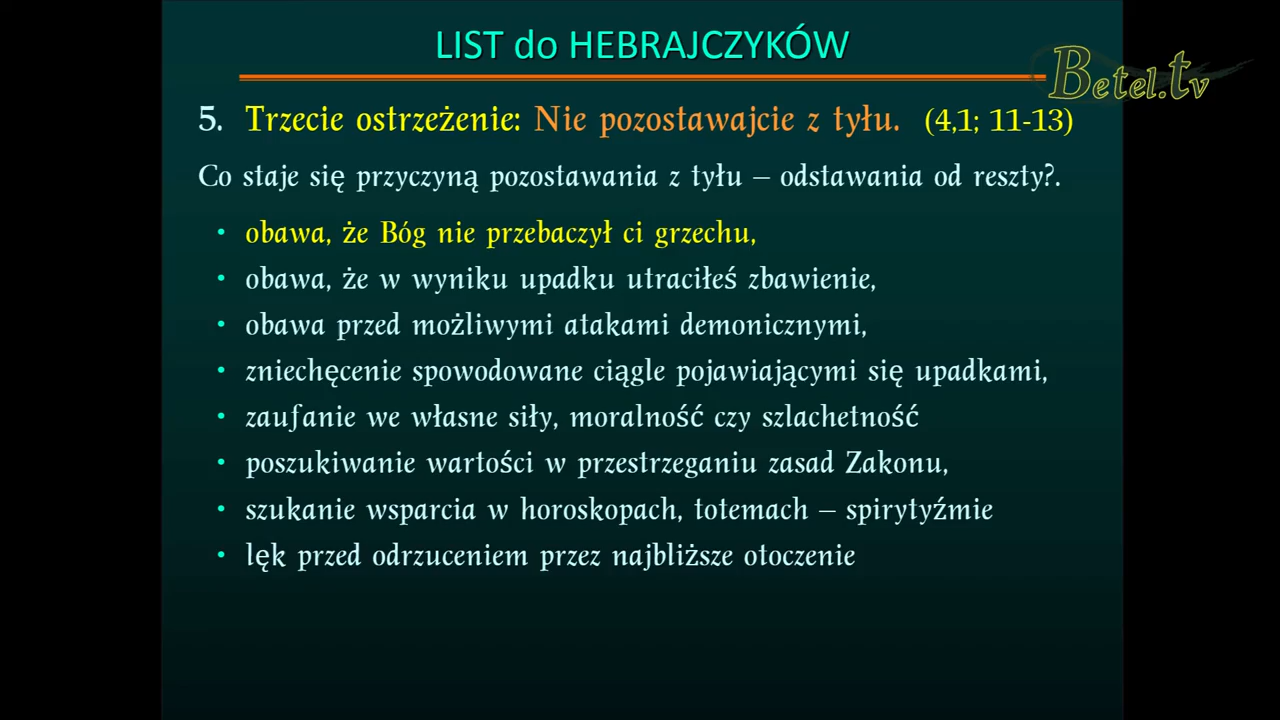 LIST do HEBRAJCZYKÓW
Betel.tv
5. Trzecie ostrzeżenie: Nie pozostawajcie z tyłu. (4,1; 11-13)
Co staje się przyczyną pozostawania z tyłu – odstawania od reszty?.
• obawa, że Bóg nie przebaczył ci grzechu,
• obawa, że w wyniku upadku utraciłeś zbawienie,
• obawa przed możliwymi atakami demonicznymi,
• zniechęcenie spowodowane ciągle pojawiającymi się upadkami,
• zaufanie we własne siły, moralność czy szlachetność
• poszukiwanie wartości w przestrzeganiu zasad Zakonu,
• szukanie wsparcia w horoskopach, totemach – spirytyźmie
• lęk przed odrzuceniem przez najbliższe otoczenie